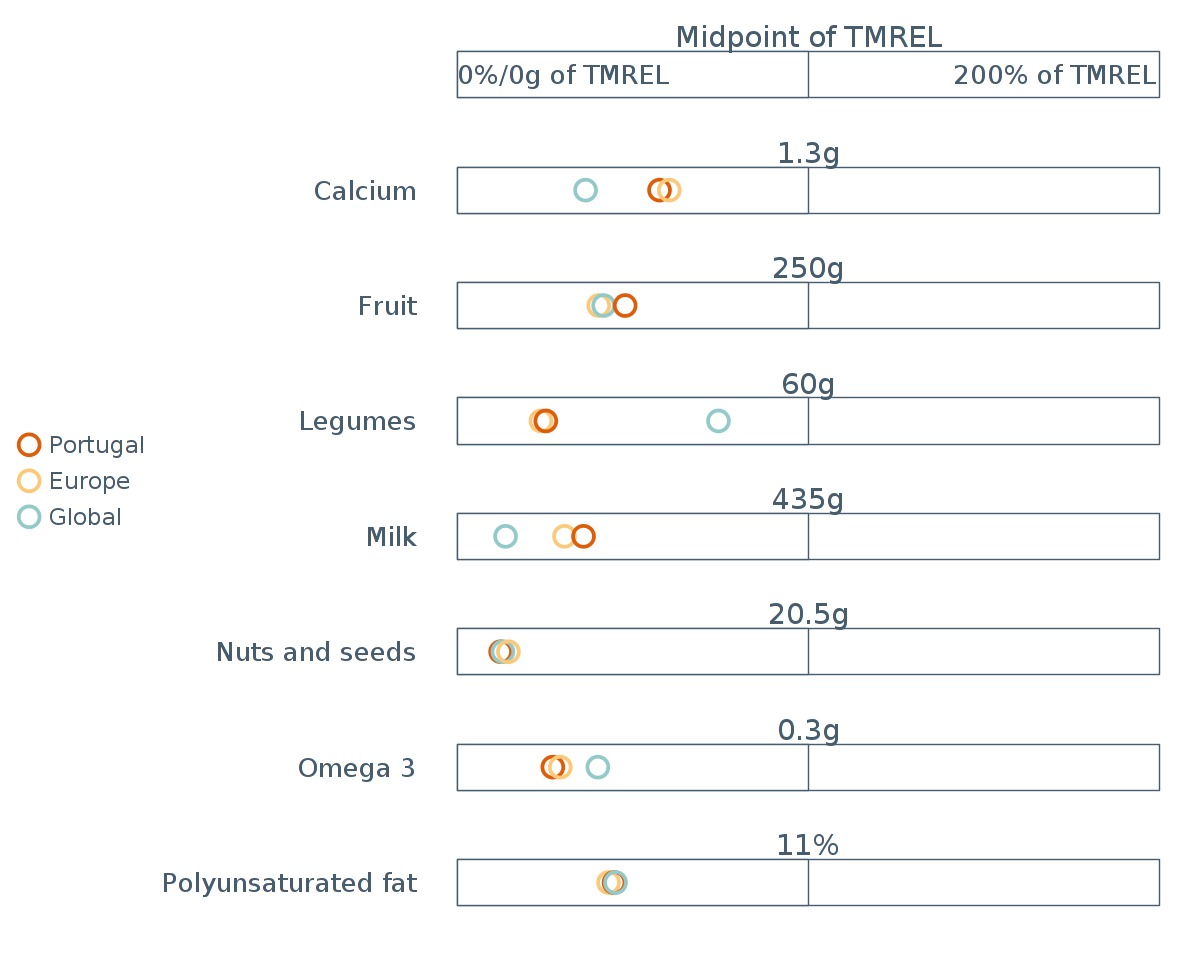 Midpoint of TMREL
0%/0g of TMREL
200% of TMREL
1.3g
Calcium
250g
Fruit
60g
Legumes
Portugal
Europe
Global
435g
Milk
20.5g
Nuts and seeds
0.3g
Omega 3
11%
Polyunsaturated fat